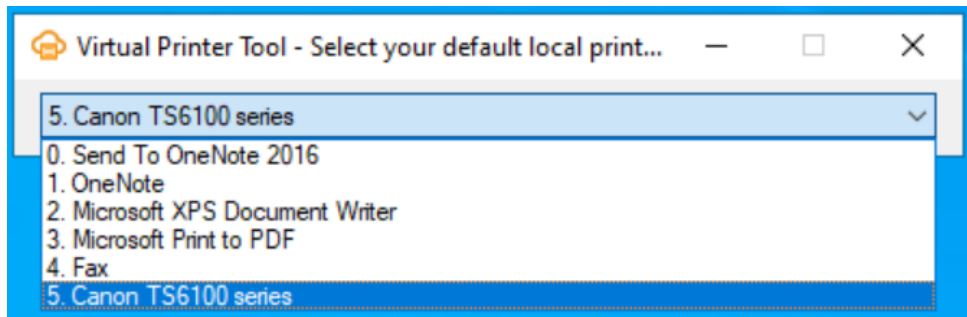 Virtual Printer Tool - Select your default local print...
5. Canon TS6100 series
0. Send To OneNote 2016
1. OneNote
2. Microsoft XPS Document Writer
3. Microsoft Print to PDF
4. Fax
5. Canon TS6100 series